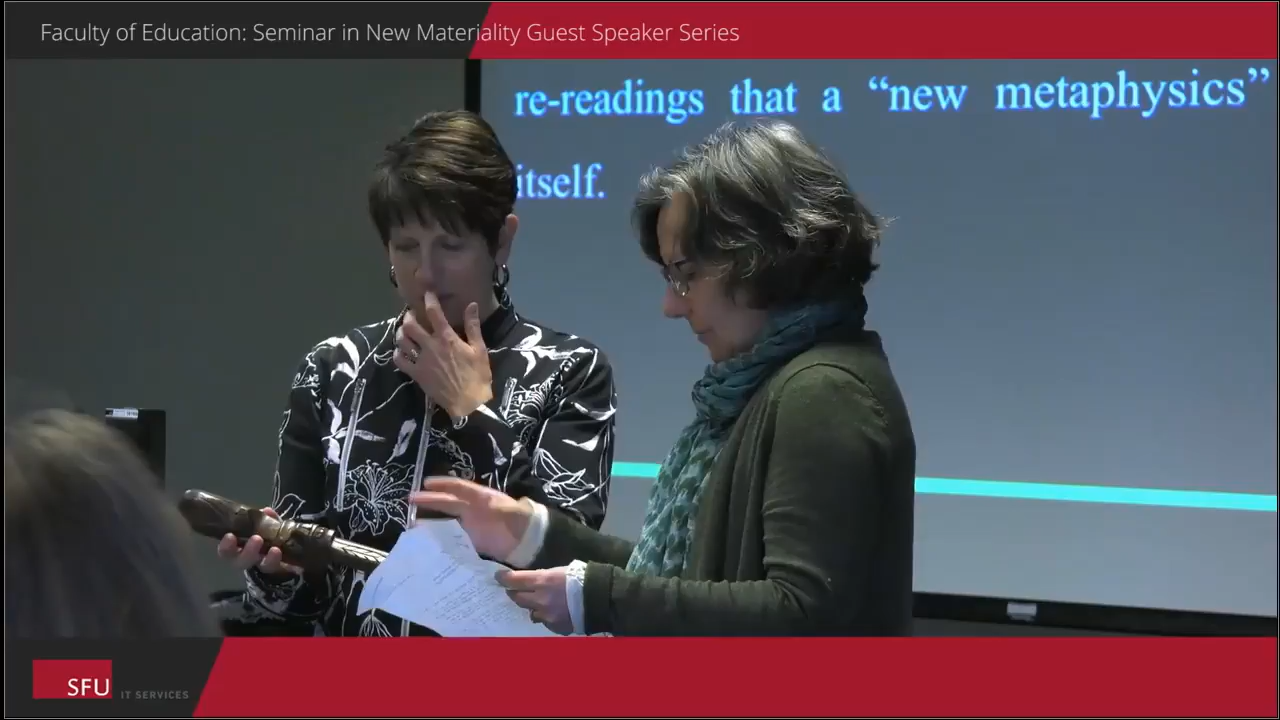 Faculty of Education: Seminar in New Materiality Guest Speaker Series
re-readings that a “new metaphysics”
itself.
SFU IT SERVICES